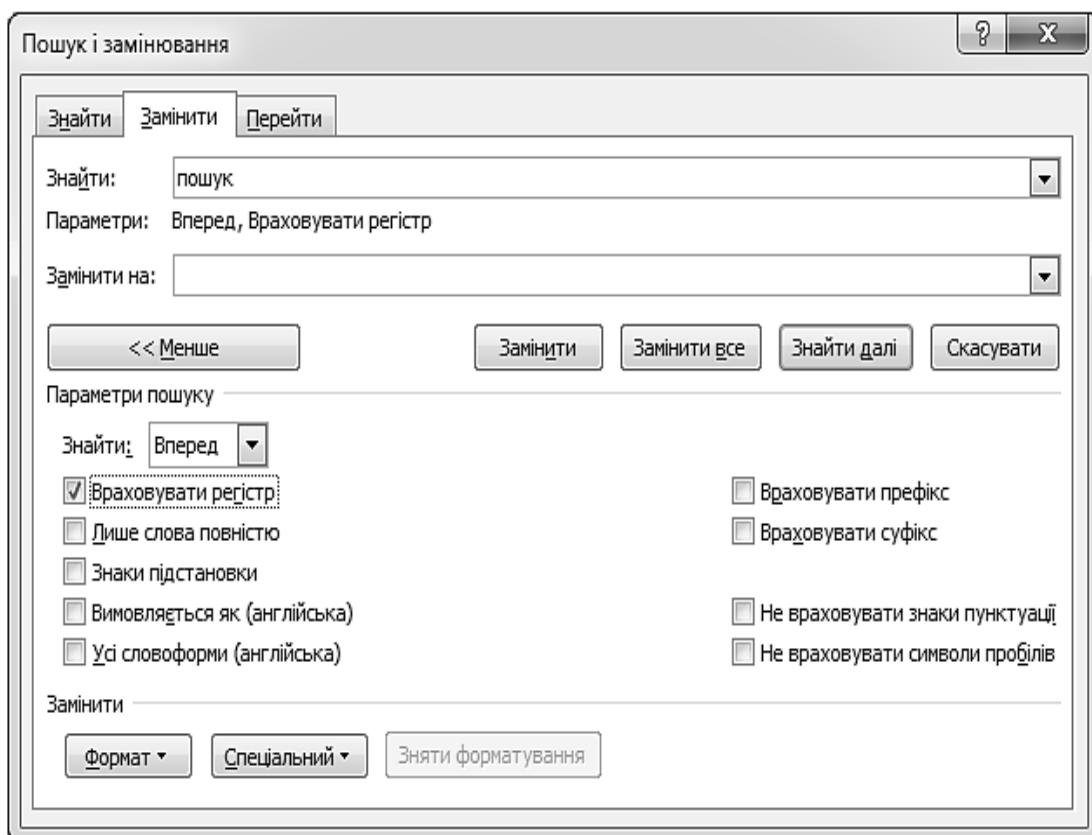 Пошук і замінювання
Знайти Замінити Перейти
Знайти: пошук
Параметри: Вперед, Враховувати регістр
Замінити на:
<< Менше Замінити Замінити все Знайти далі Скасувати
Параметри пошуку
Знайти: Вперед
Враховувати регістр Враховувати префікс
Лише слова повністю Враховувати суфікс
Знаки підстановки
Вимовляється як (англійська) Не враховувати знаки пунктуації
Усі словоформи (англійська) Не враховувати символи пробілів
Замінити
Формат Спеціальний Зняти форматування